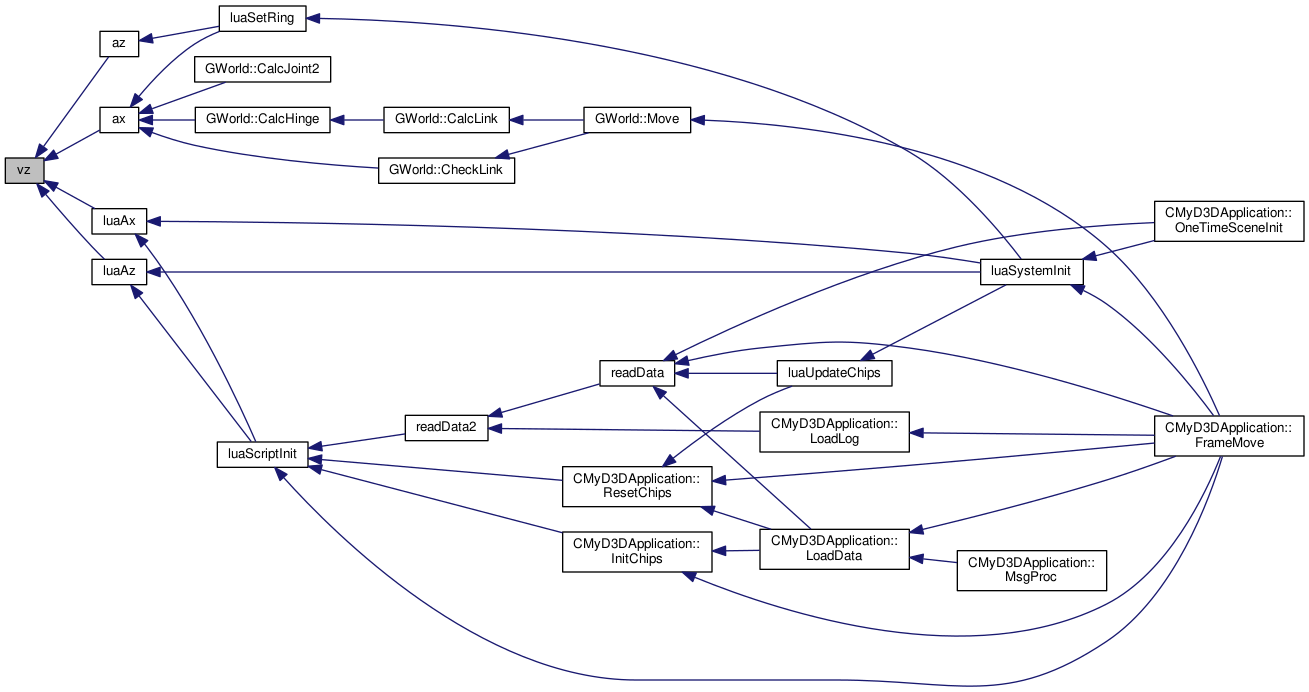 luaSetRing
az
GWorld::CalcJoint2
ax
GWorld::CalcHinge
GWorld::CalcLink
GWorld::Move
vz
GWorld::CheckLink
luaAx
CMyD3DApplication::
OneTimeSceneInit
luaAz
luaSystemInit
readData
luaUpdateChips
readData2
CMyD3DApplication::
LoadLog
CMyD3DApplication::
FrameMove
luaScriptInit
CMyD3DApplication::
ResetChips
CMyD3DApplication::
InitChips
CMyD3DApplication::
LoadData
CMyD3DApplication::
MsgProc